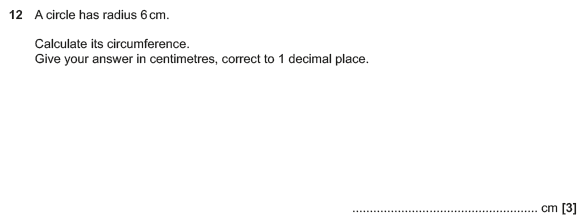 12 A circle has radius 6 cm.
Calculate its circumference.
Give your answer in centimetres, correct to 1 decimal place.
..................................................... cm [3]